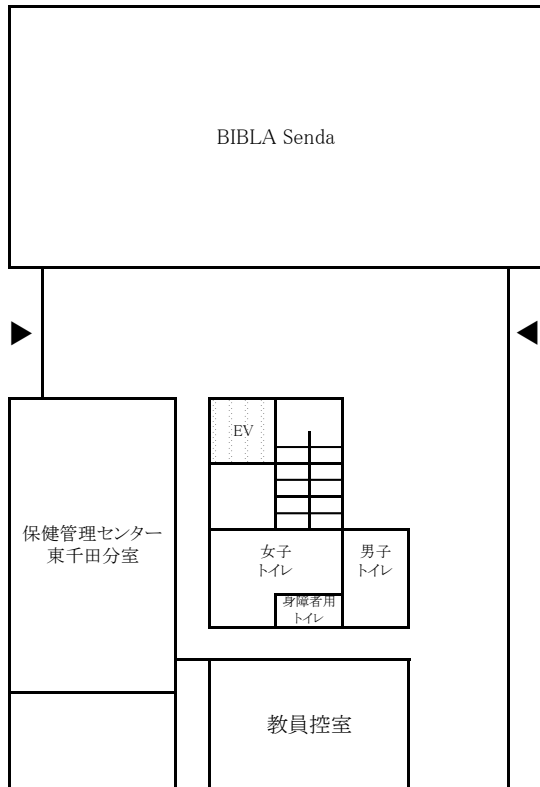 BIBLA Senda
EV
保健管理センター
東千田分室
女子
トイレ
男子
トイレ
身障者用
トイレ
教員控室